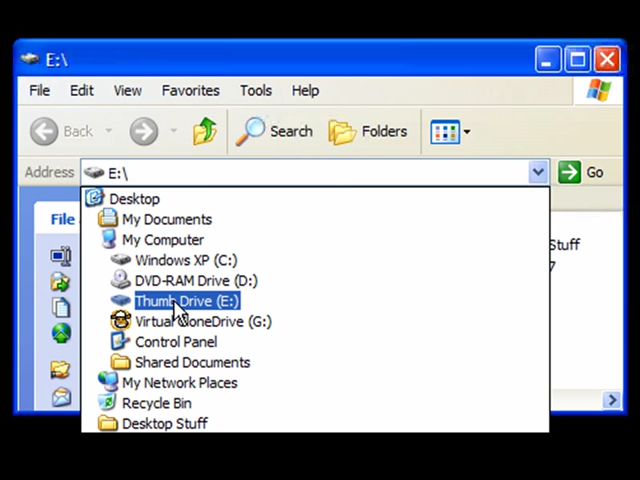 E:\
File Edit View Favorites Tools Help
Back Search Folders
Address E:\ Go
Desktop
File
My Documents
My Computer
Stuff
Windows XP (C:)
DVD-RAM Drive (D:)
7
Thumb Drive (E:)
Virtual CloneDrive (G:)
Control Panel
Shared Documents
My Network Places
Recycle Bin
Desktop Stuff